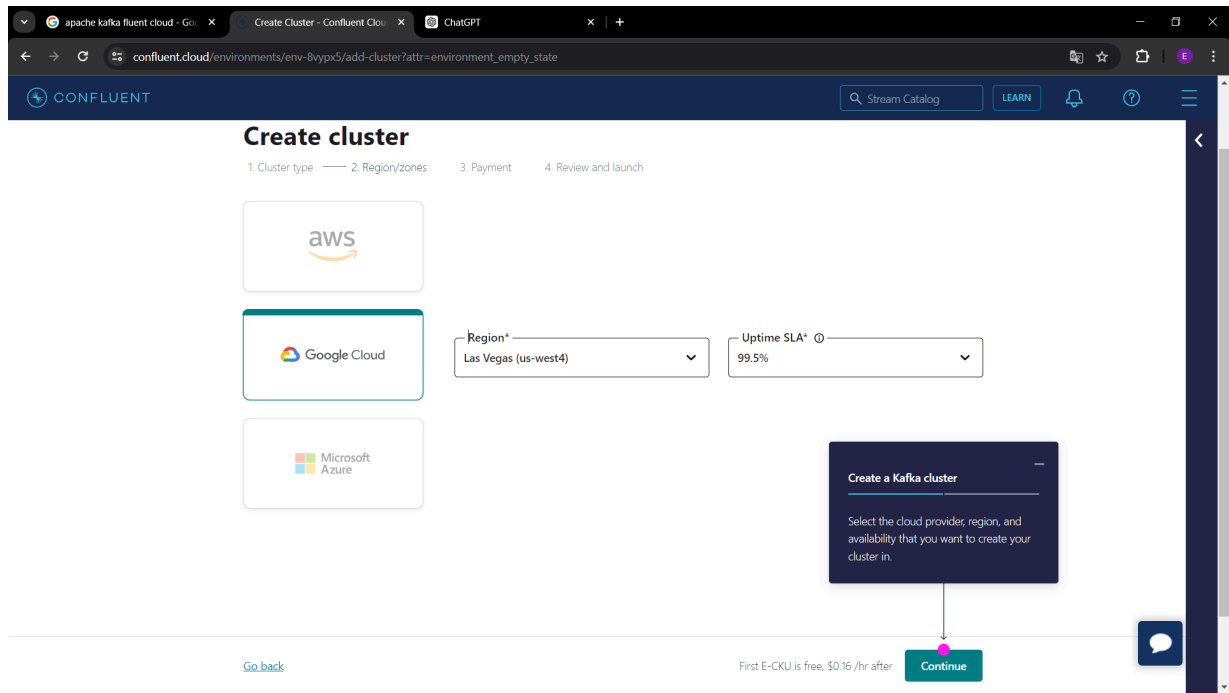 apache kafka fluent cloud - Goo
Create Cluster - Confluent Clou
ChatGPT
confluent.cloud/environments/env-8vypx5/add-cluster?attr=environment_empty_state
E
CONFLUENT
Stream Catalog
LEARN
Create cluster
1. Cluster type
2. Region/zones
3. Payment
4. Review and launch
aws
Google Cloud
Region*
Las Vegas (us-west4)
Uptime SLA*
99.5%
Microsoft
Azure
Create a Kafka cluster
Select the cloud provider, region, and
availability that you want to create your
cluster in.
Go back
First E-CKU is free, $0.16 /hr after
Continue